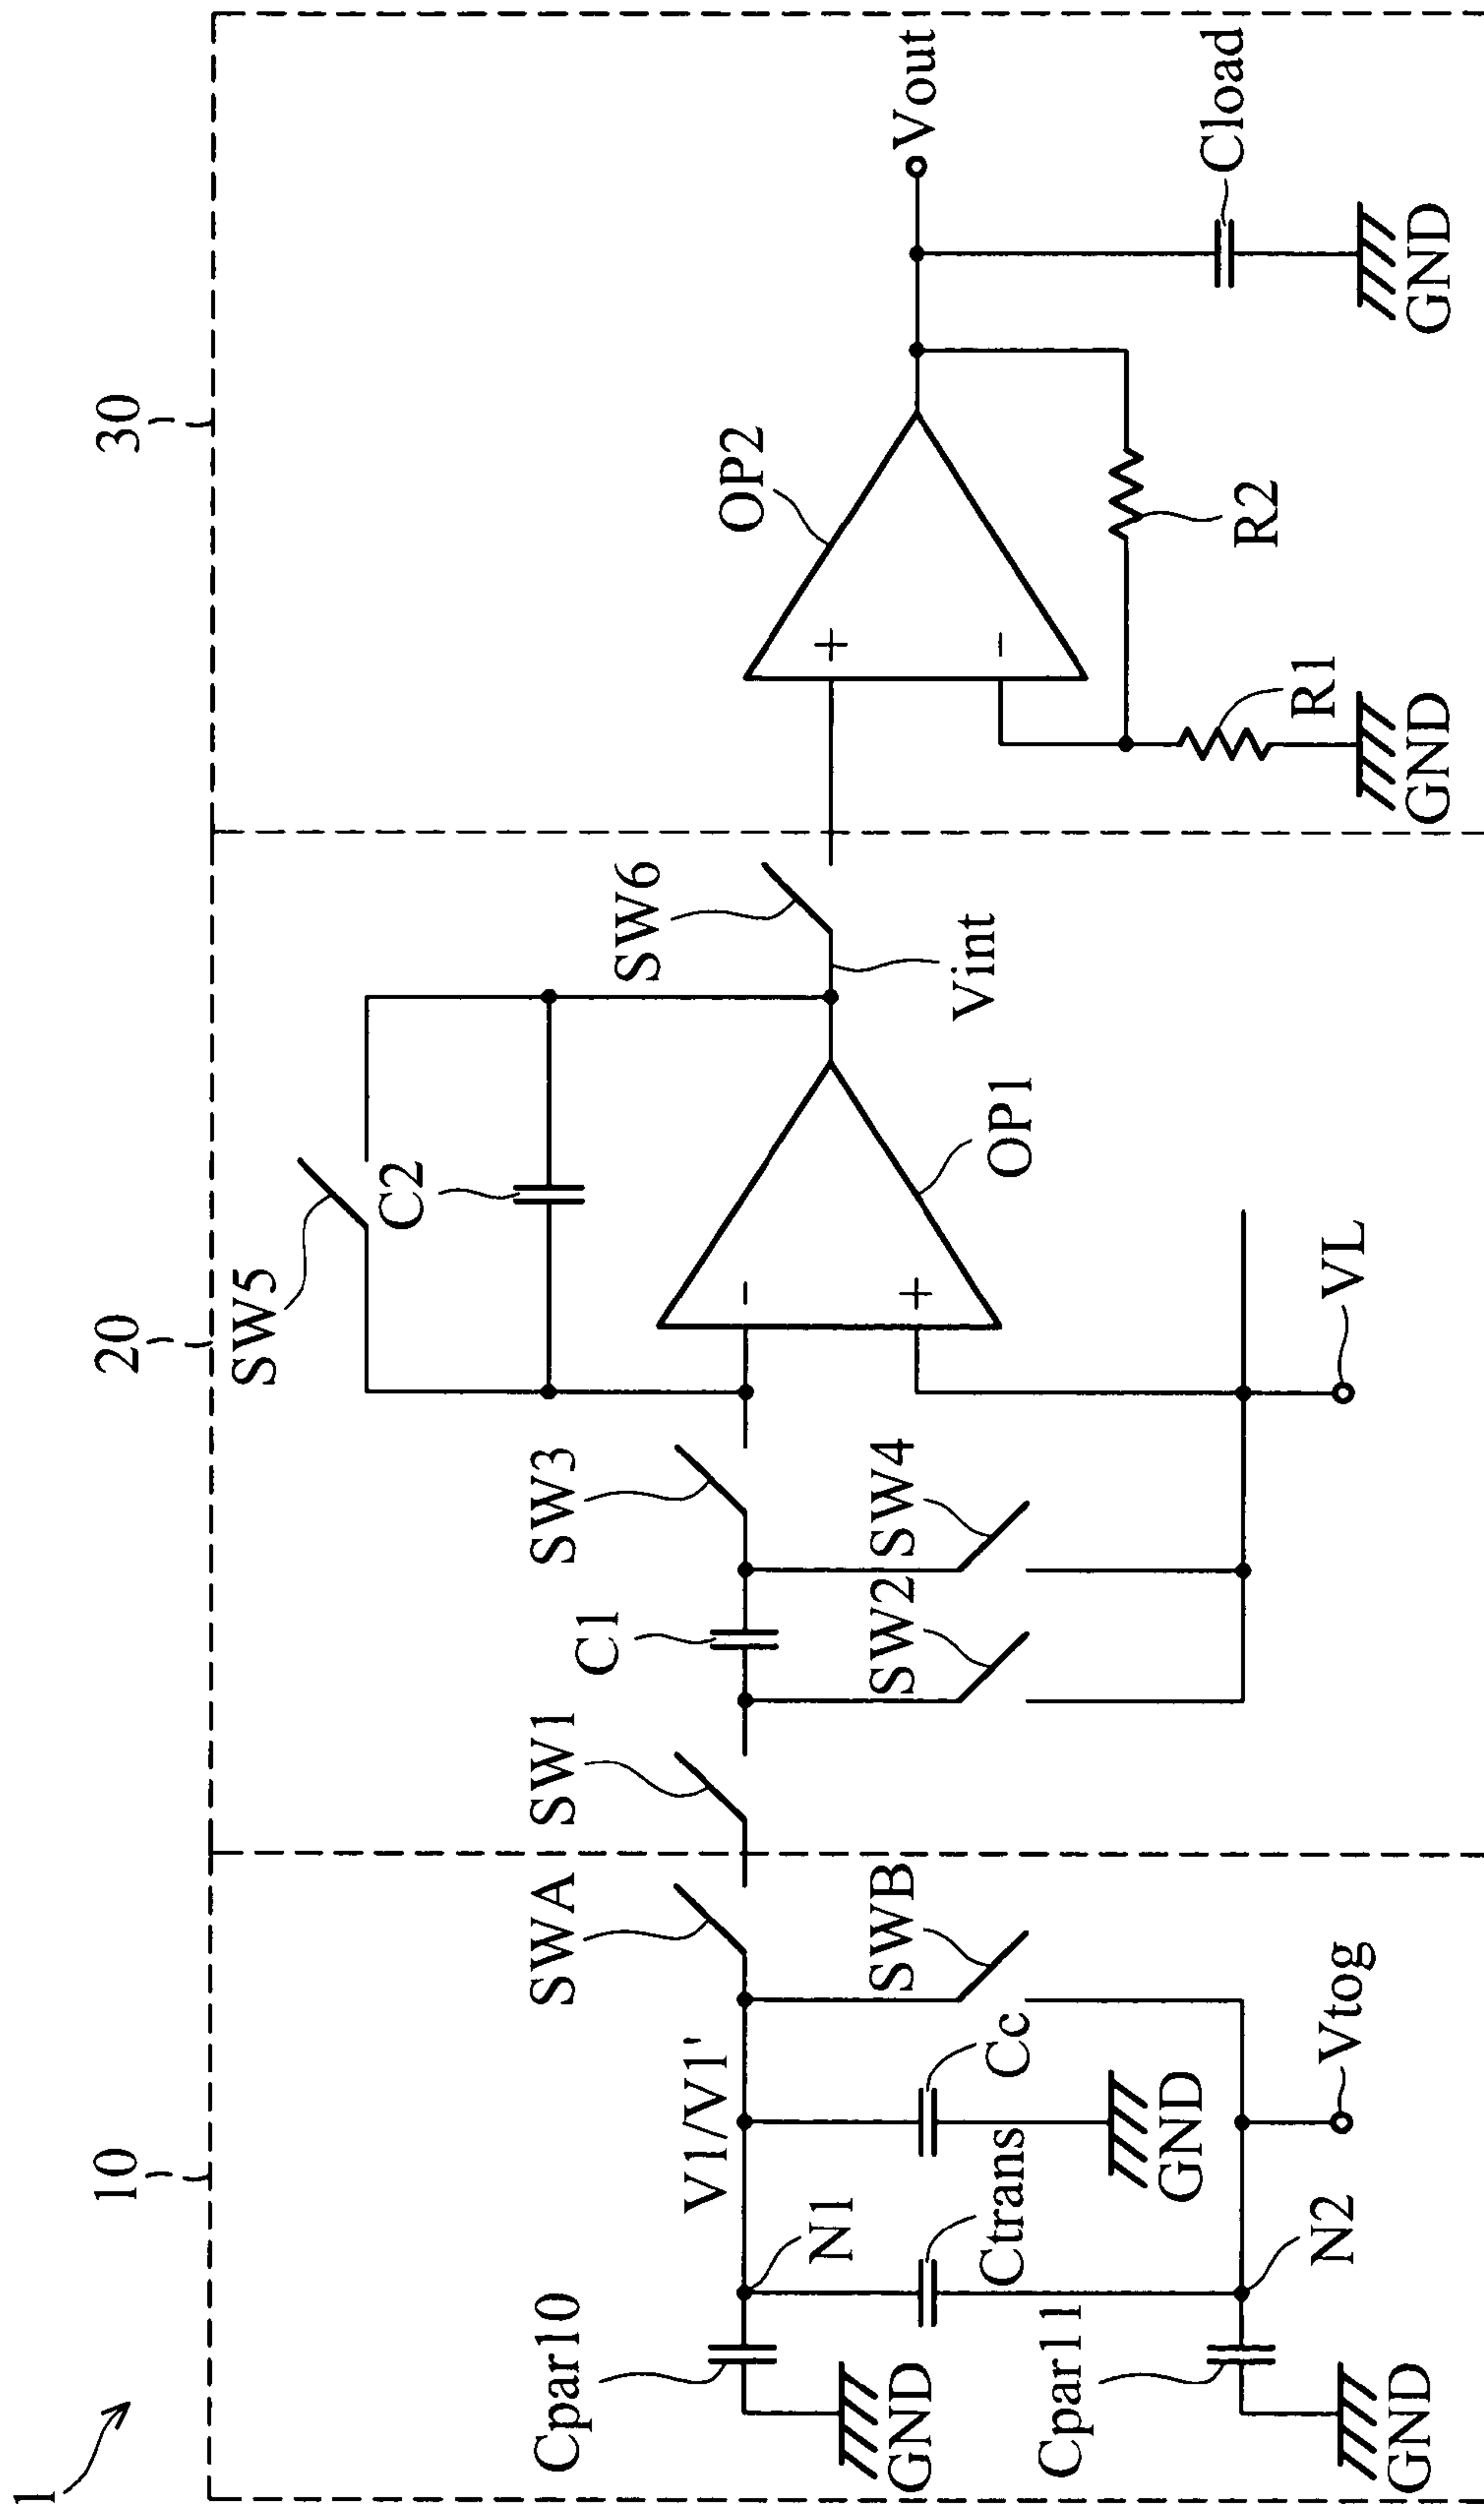 1
10
20
30
Cpar10
GND
N1
V1/V1'
Ctrans
Cc
GND
SWA
SWB
Cpar11
GND
N2
Vtog
SW1
C1
SW2
SW3
SW4
SW5
C2
-
+
OP1
VL
Vint
SW6
OP2
+
-
R1
GND
R2
Vout
Cload
GND